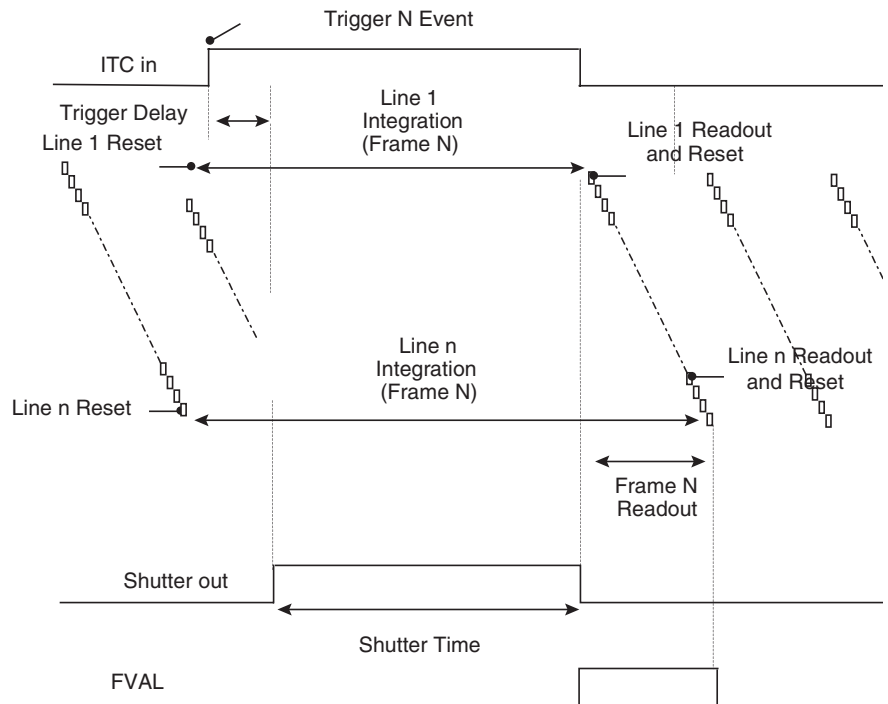 Trigger N Event
ITC in
Trigger Delay
Line 1
Integration
(Frame N)
Line 1 Reset
Line 1 Readout
and Reset
Line n
Integration
(Frame N)
Line n Readout
and Reset
Line n Reset
Frame N
Readout
Shutter out
Shutter Time
FVAL